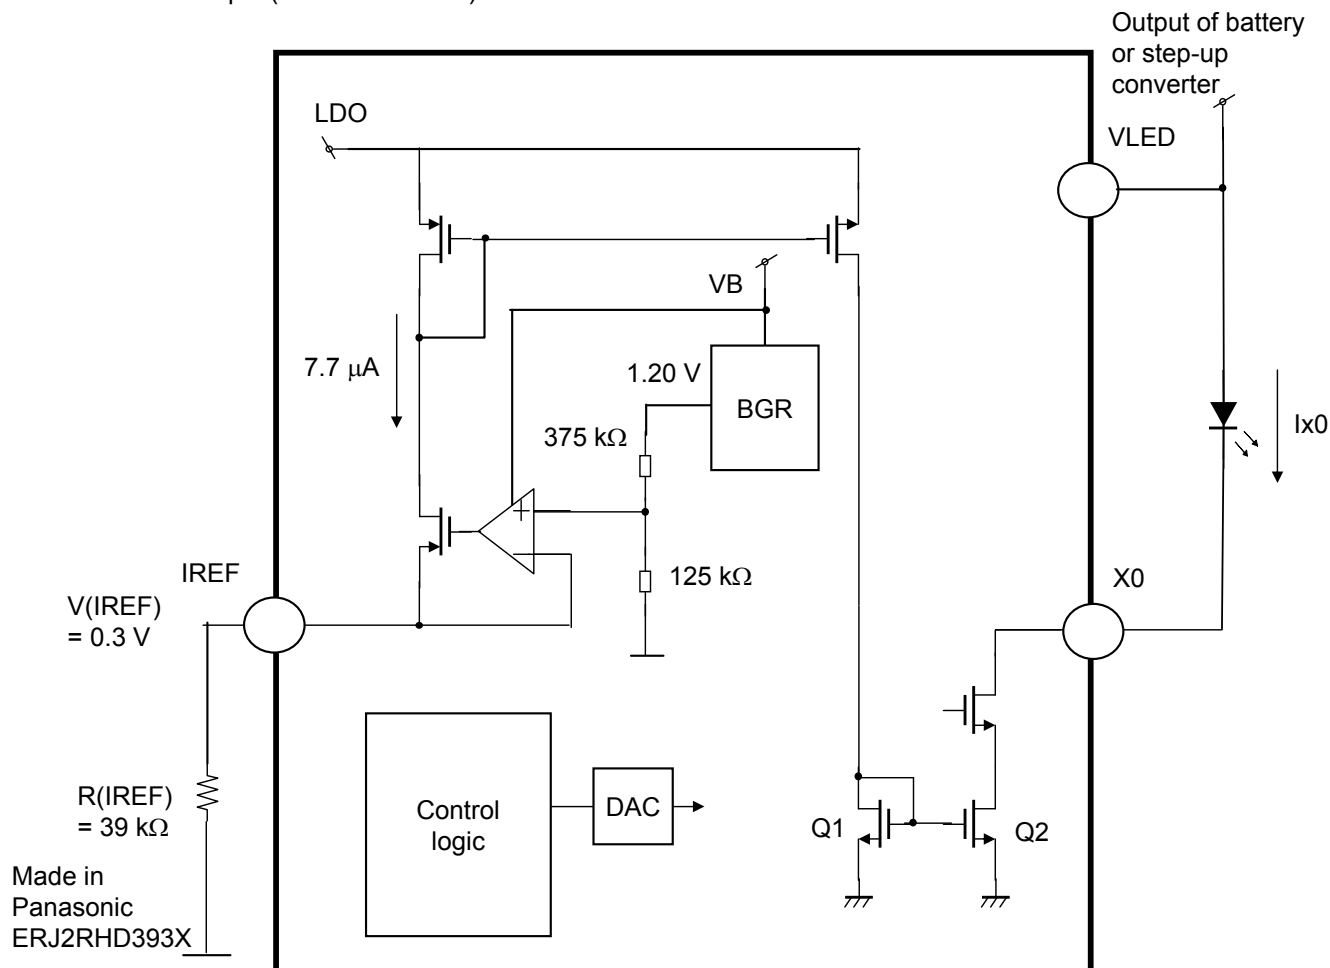 Output of battery
or step-up
converter
LDO
VLED
VB
7.7 μA
1.20 V
BGR
375 kΩ
Ix0
+
125 kΩ
IREF
X0
V(IREF)
= 0.3 V
R(IREF)
= 39 kΩ
Control
logic
DAC
Q1
Q2
Made in
Panasonic
ERJ2RHD393X